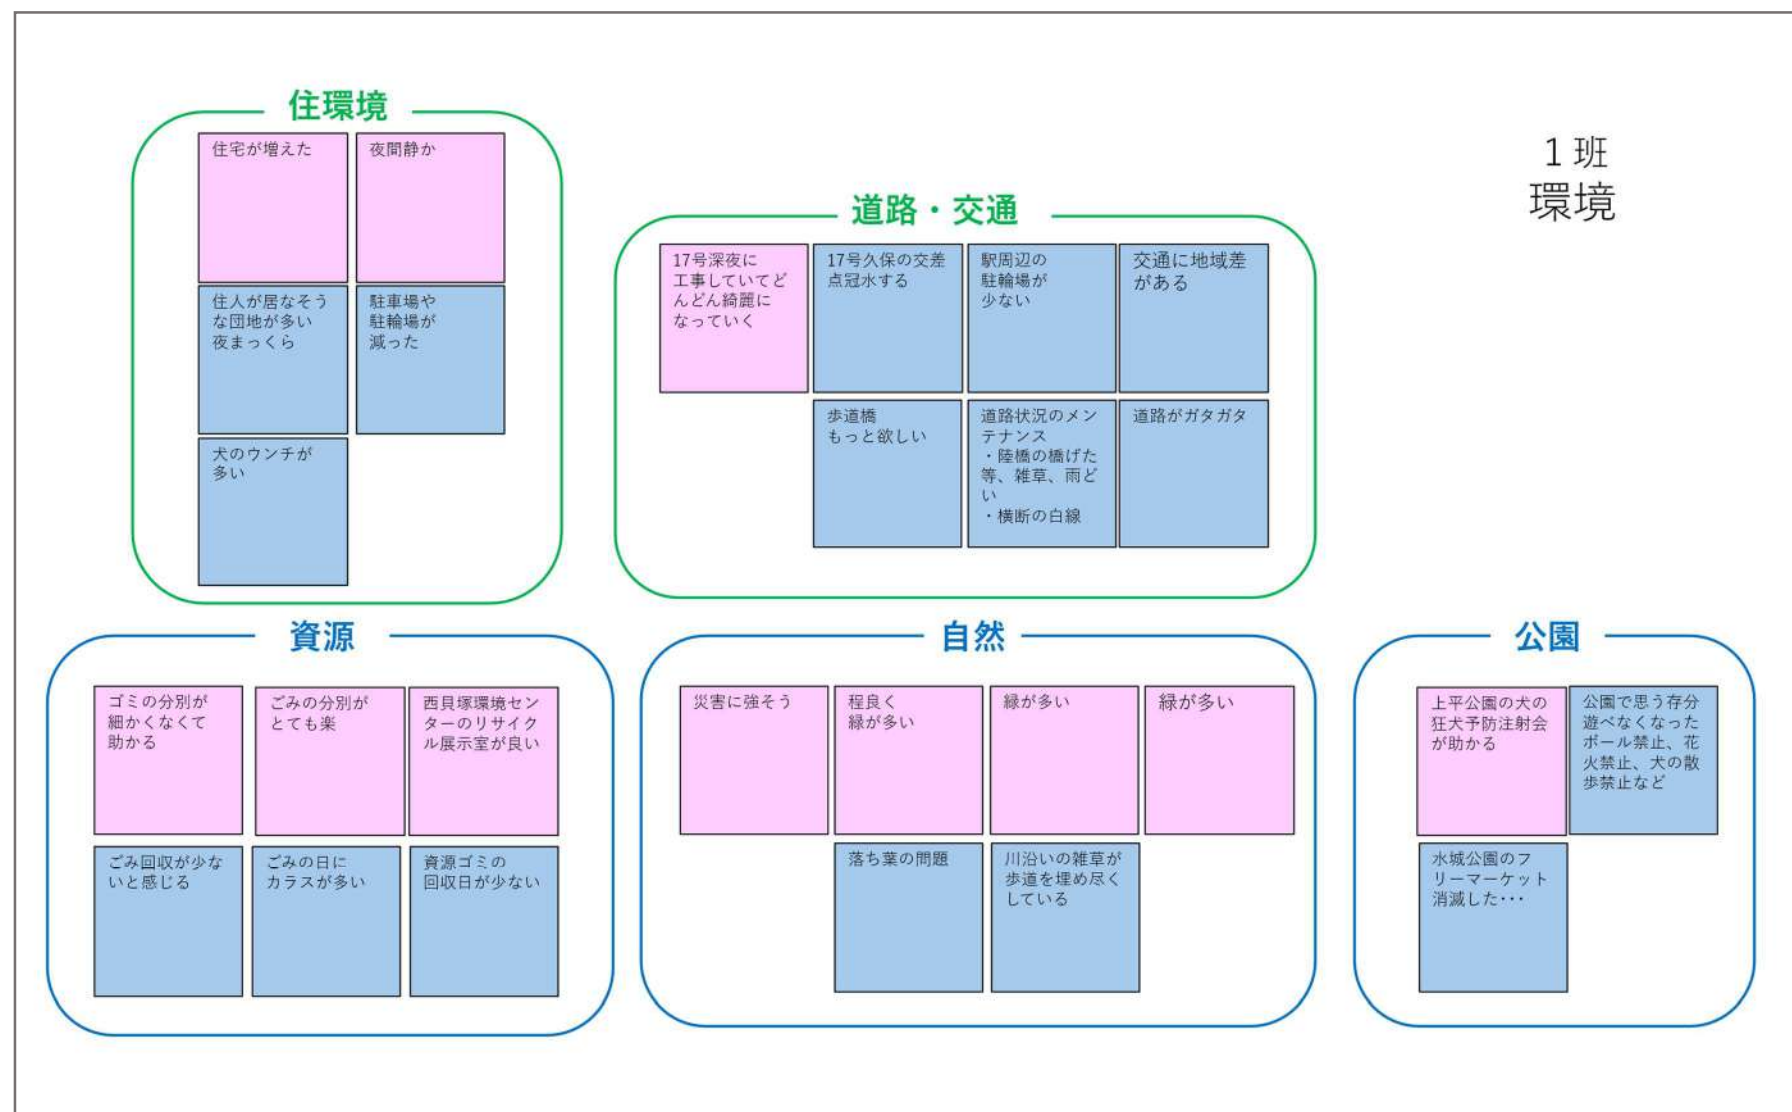 1班
環境
住環境
住宅が増えた
夜間静か
住人が居なそう
な団地が多い
夜まっくら
駐車場や
駐輪場が
減った
犬のウンチが
多い
道路・交通
17号深夜に
工事していてど
んどん綺麗に
なっていく
17号久保の交差
点冠水する
駅周辺の
駐輪場が
少ない
交通に地域差
がある
歩道橋
もっと欲しい
道路状況のメン
テナンス
・陸橋の橋げた
等、雑草、雨ど
い
・横断の白線
道路がガタガタ
資源
ゴミの分別が
細かくなくて
助かる
ごみの分別が
とても楽
西貝塚環境セン
ターのリサイク
ル展示室が良い
ごみ回収が少な
いと感じる
ごみの日に
カラスが多い
資源ゴミの
回収日が少ない
自然
災害に強そう
程良く
緑が多い
緑が多い
緑が多い
落ち葉の問題
川沿いの雑草が
歩道を埋め尽く
している
公園
上平公園の犬の
狂犬予防注射会
が助かる
公園で思う存分
遊べなくなった
ボール禁止、花
火禁止、犬の散
歩禁止など
水城公園のフ
リーマーケット
消滅した・・・